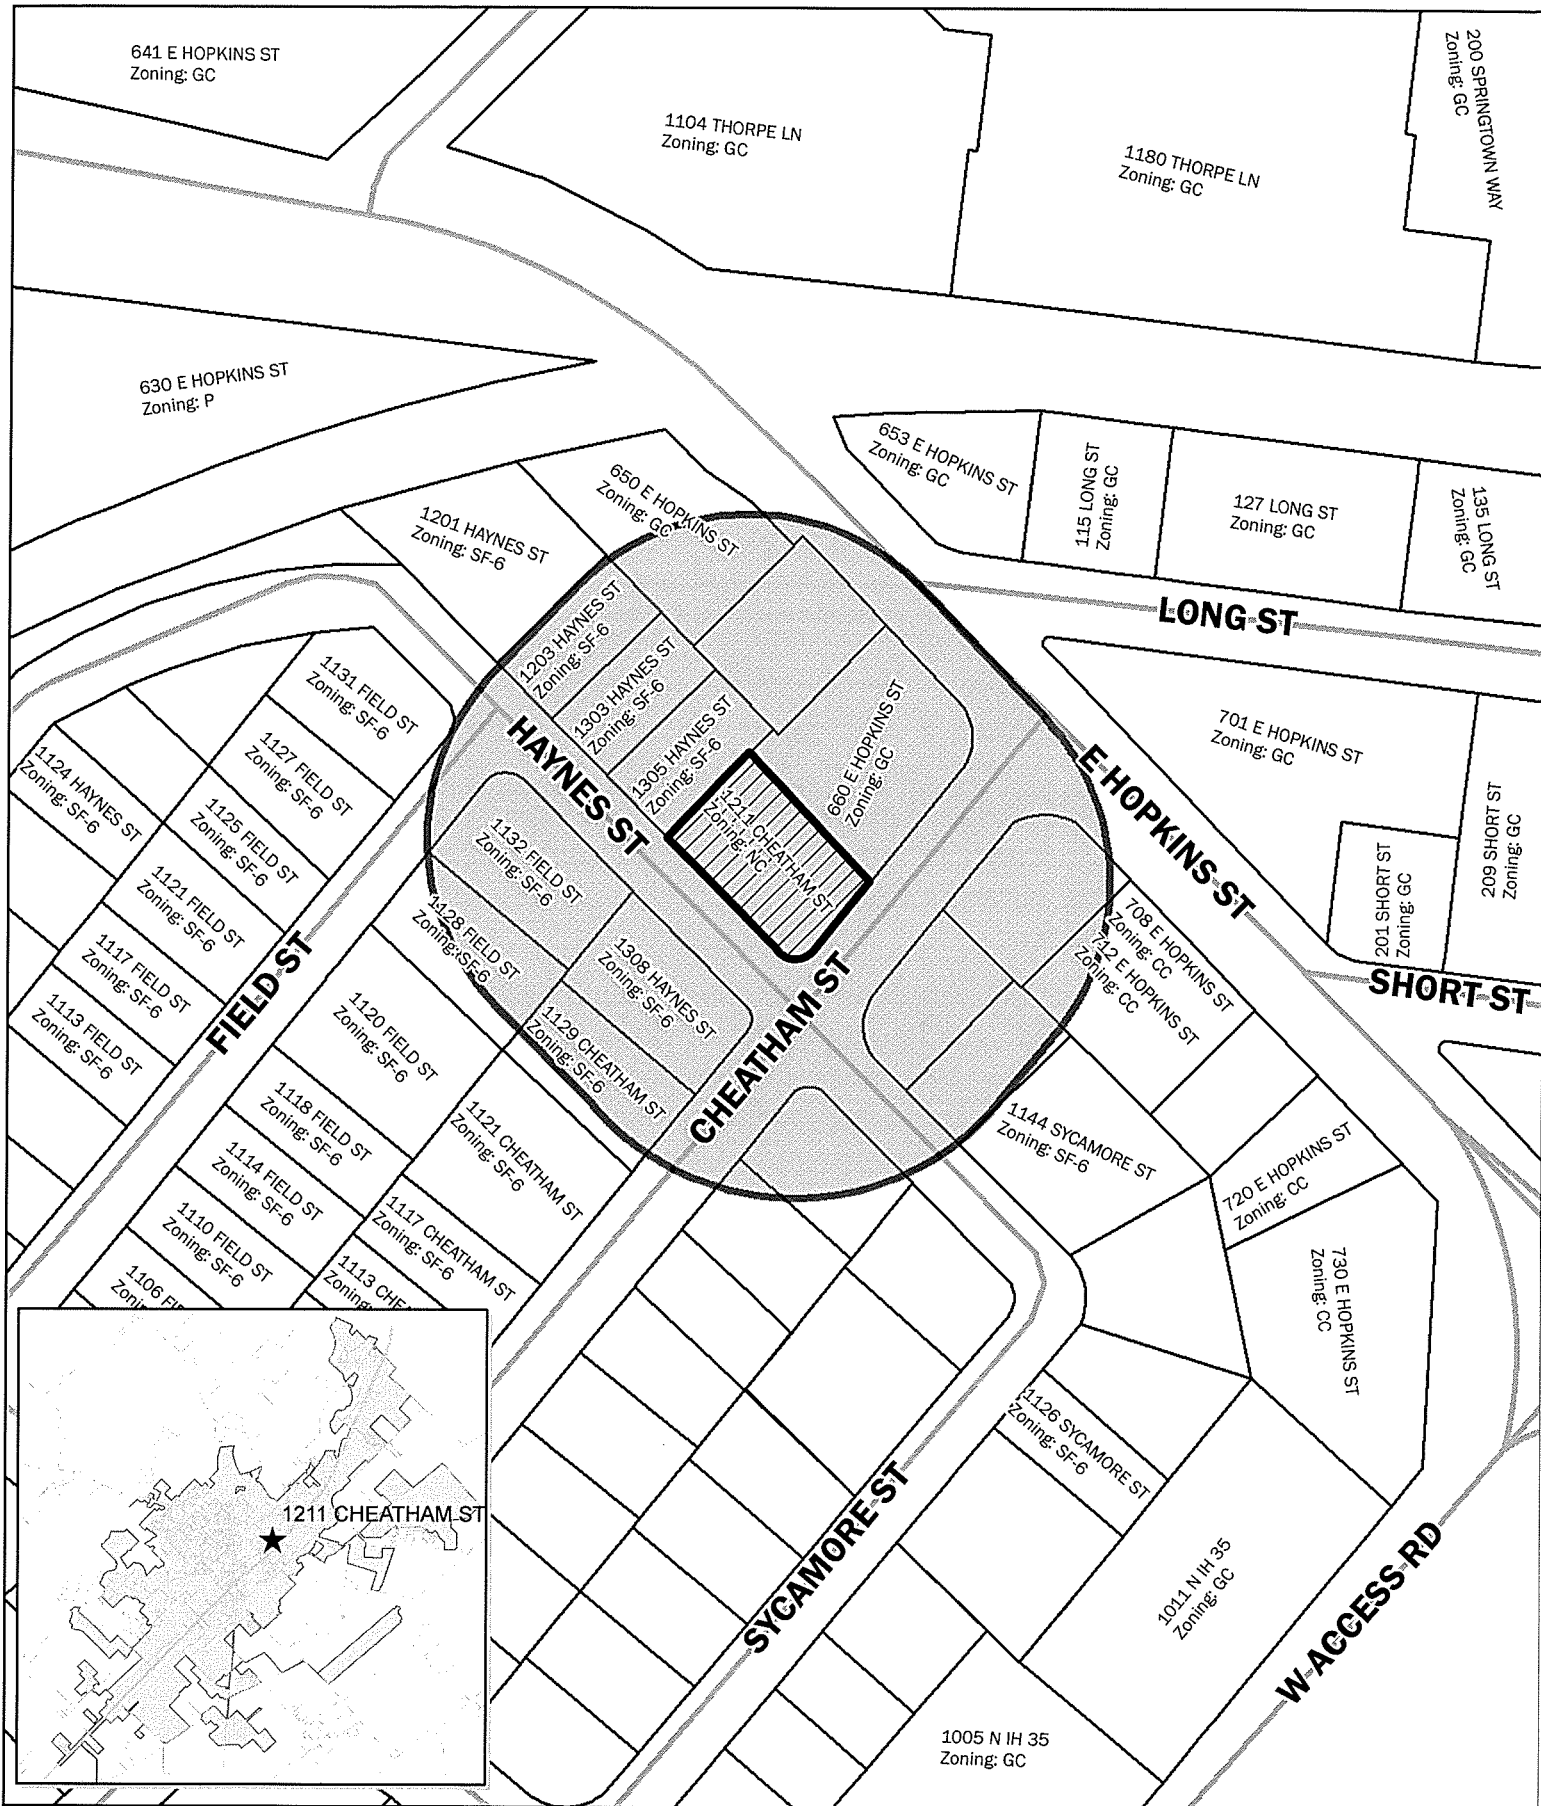 641 E HOPKINS ST
Zoning: GC
1104 THORPE LN
Zoning: GC
1180 THORPE LN
Zoning: GC
200 SPRINGTOWN WAY
Zoning: GC
630 E HOPKINS ST
Zoning: P
653 E HOPKINS ST
Zoning: GC
115 LONG ST
Zoning: GC
127 LONG ST
Zoning: GC
135 LONG ST
Zoning: GC
650 E HOPKINS ST
Zoning: GC
1201 HAYNES ST
Zoning: SF-6
LONG ST
1203 HAYNES ST
Zoning: SF-6
1303 HAYNES ST
Zoning: SF-6
1305 HAYNES ST
Zoning: SF-6
660 E HOPKINS ST
Zoning: GC
1211 CHEATHAM ST
Zoning: NC
HAYNES ST
E HOPKINS ST
701 E HOPKINS ST
Zoning: GC
209 SHORT ST
Zoning: GC
201 SHORT ST
Zoning: GC
SHORT ST
1131 FIELD ST
Zoning: SF-6
1127 FIELD ST
Zoning: SF-6
1124 HAYNES ST
Zoning: SF-6
1125 FIELD ST
Zoning: SF-6
1121 FIELD ST
Zoning: SF-6
1117 FIELD ST
Zoning: SF-6
1113 FIELD ST
Zoning: SF-6
FIELD ST
1132 FIELD ST
Zoning: SF-6
1128 FIELD ST
Zoning: SF-6
1308 HAYNES ST
Zoning: SF-6
1129 CHEATHAM ST
Zoning: SF-6
CHEATHAM ST
708 E HOPKINS ST
Zoning: CC
712 E HOPKINS ST
Zoning: CC
1120 FIELD ST
Zoning: SF-6
1118 FIELD ST
Zoning: SF-6
1114 FIELD ST
Zoning: SF-6
1110 FIELD ST
Zoning: SF-6
1106 FI
Zoni
1121 CHEATHAM ST
Zoning: SF-6
1117 CHEATHAM ST
Zoning: SF-6
1113 CHE
Zoning:
1144 SYCAMORE ST
Zoning: SF-6
720 E HOPKINS ST
Zoning: CC
730 E HOPKINS ST
Zoning: CC
1126 SYCAMORE ST
Zoning: SF-6
SYCAMORE ST
1011 N IH 35
Zoning: GC
W ACCESS RD
1005 N IH 35
Zoning: GC
1211 CHEATHAM ST